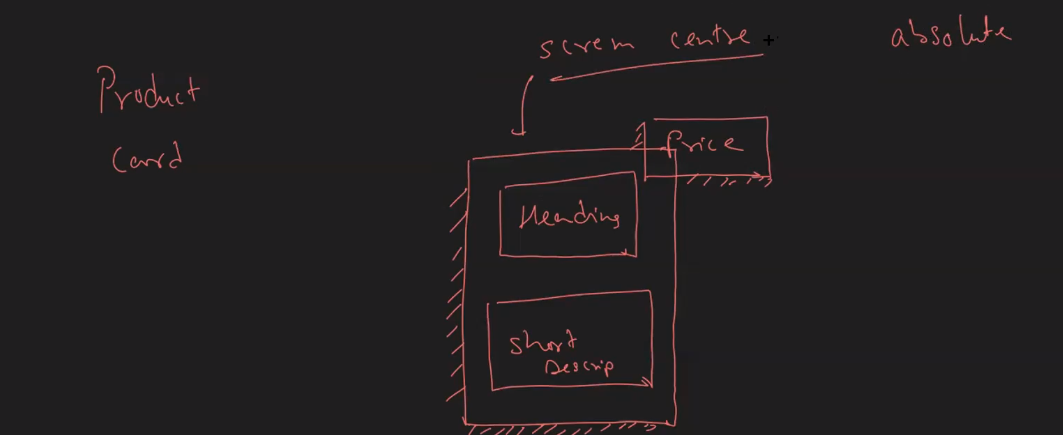 screen centre
absolute
Product
Card
Price
Heading
Short
Descrip